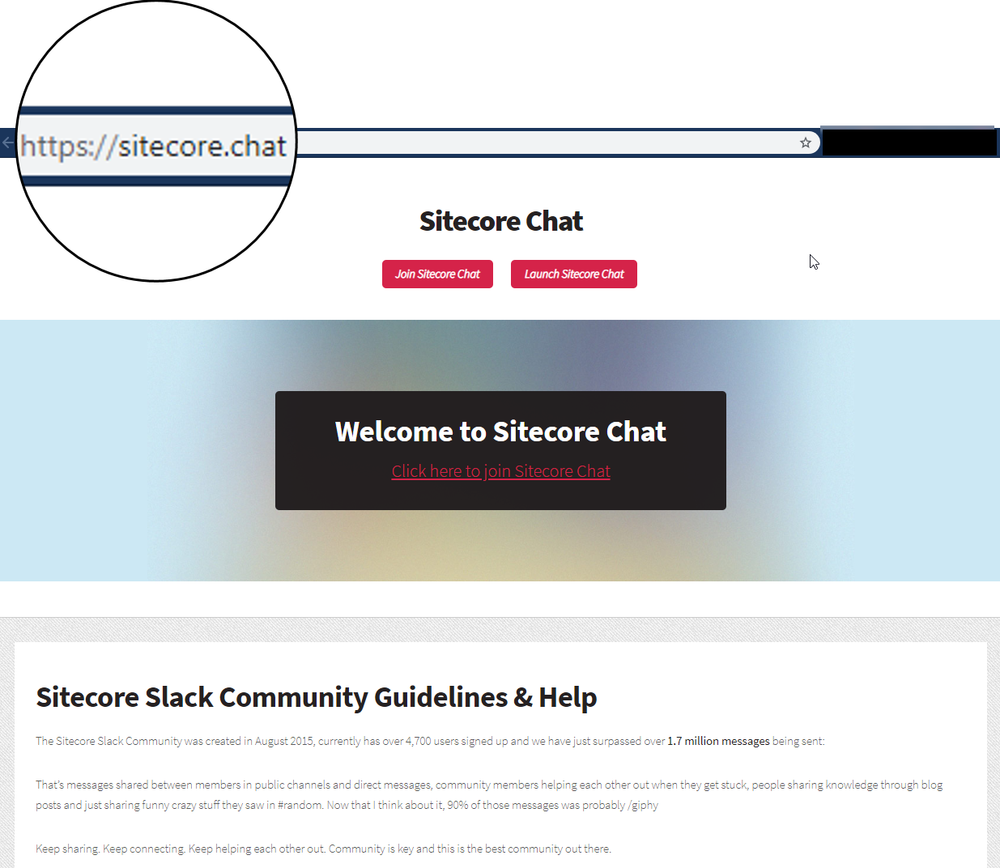 https://sitecore.chat
Sitecore Chat
Join Sitecore Chat
Launch Sitecore Chat
Welcome to Sitecore Chat
Click here to join Sitecore Chat
Sitecore Slack Community Guidelines & Help
The Sitecore Slack Community was created in August 2015, currently has over 4,700 users signed up and we have just surpassed over 1.7 million messages being sent:
That’s messages shared between members in public channels and direct messages, community members helping each other out when they get stuck, people sharing knowledge through blog
posts and just sharing funny crazy stuff they saw in #random. Now that I think about it, 90% of those messages was probably /giphy
Keep sharing. Keep connecting. Keep helping each other out. Community is key and this is the best community out there.